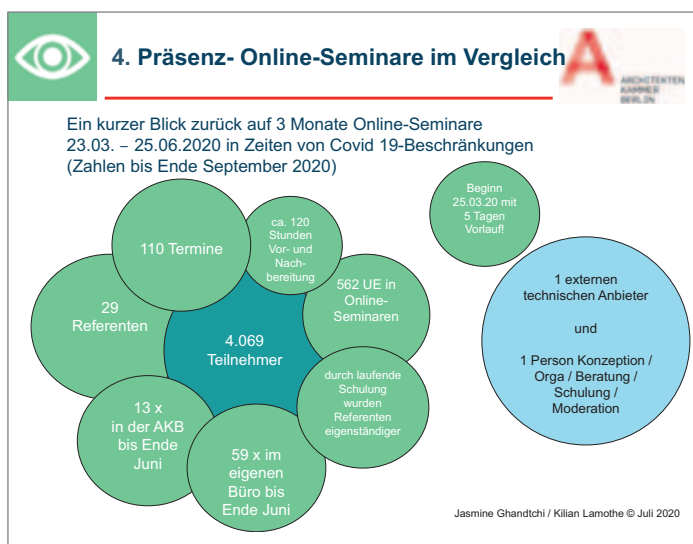 4. Präsenz- Online-Seminare im Vergleich
ARCHITEKTEN
KAMMER
BERLIN
Ein kurzer Blick zurück auf 3 Monate Online-Seminare
23.03. – 25.06.2020 in Zeiten von Covid 19-Beschränkungen
(Zahlen bis Ende September 2020)
Beginn
25.03.20 mit
5 Tagen
Vorlauf!
110 Termine
ca. 120
Stunden
Vor- und
Nach-
bereitung
29
Referenten
562 UE in
Online-
Seminaren
4.069
Teilnehmer
durch laufende
Schulung
wurden
Referenten
eigenständiger
13 x
in der AKB
bis Ende
Juni
59 x im
eigenen
Büro bis
Ende Juni
1 externen
technischen Anbieter
und
1 Person Konzeption /
Orga / Beratung /
Schulung /
Moderation
Jasmine Ghandtchi / Kilian Lamothe © Juli 2020